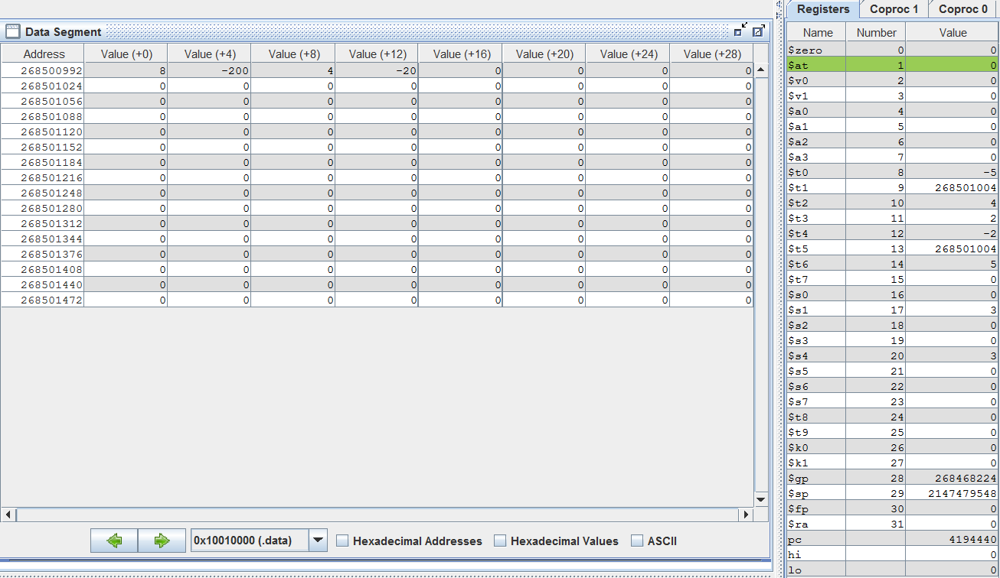 Data Segment
Address Value (+0) Value (+4) Value (+8) Value (+12) Value (+16) Value (+20) Value (+24) Value (+28)
268500992 8 -200 4 -20 0 0 0 0
268501024 0 0 0 0 0 0 0 0
268501056 0 0 0 0 0 0 0 0
268501088 0 0 0 0 0 0 0 0
268501120 0 0 0 0 0 0 0 0
268501152 0 0 0 0 0 0 0 0
268501184 0 0 0 0 0 0 0 0
268501216 0 0 0 0 0 0 0 0
268501248 0 0 0 0 0 0 0 0
268501280 0 0 0 0 0 0 0 0
268501312 0 0 0 0 0 0 0 0
268501344 0 0 0 0 0 0 0 0
268501376 0 0 0 0 0 0 0 0
268501408 0 0 0 0 0 0 0 0
268501440 0 0 0 0 0 0 0 0
268501472 0 0 0 0 0 0 0 0
0x10010000 (.data) Hexadecimal Addresses Hexadecimal Values ASCII
Registers Coproc 1 Coproc 0
Name Number Value
$zero 0 0
$at 1 0
$v0 2 0
$v1 3 0
$a0 4 0
$a1 5 0
$a2 6 0
$a3 7 0
$t0 8 -5
$t1 9 268501004
$t2 10 4
$t3 11 2
$t4 12 -2
$t5 13 268501004
$t6 14 5
$t7 15 0
$s0 16 0
$s1 17 3
$s2 18 0
$s3 19 0
$s4 20 3
$s5 21 0
$s6 22 0
$s7 23 0
$t8 24 0
$t9 25 0
$k0 26 0
$k1 27 0
$gp 28 268468224
$sp 29 2147479548
$fp 30 0
$ra 31 0
pc 4194440
hi 0
lo 0